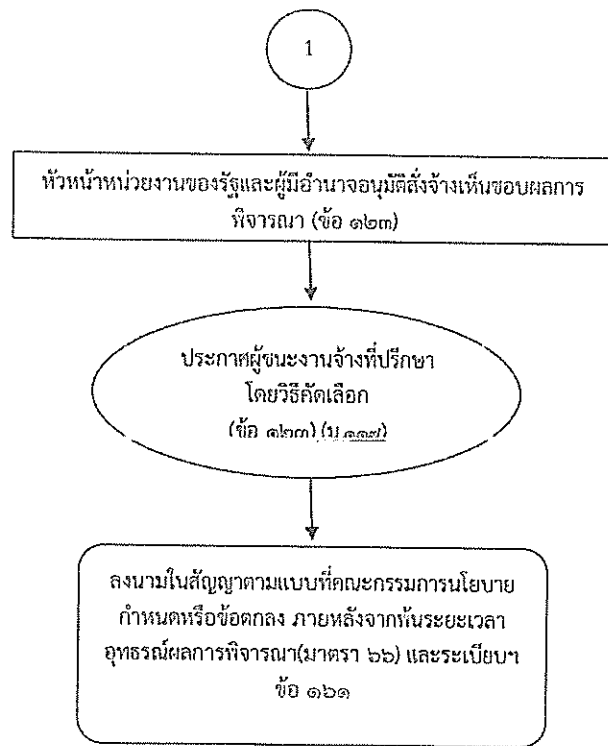 1
หัวหน้าหน่วยงานของรัฐและผู้มีอำนาจอนุมัติสั่งจ้างเห็นชอบผลการ
พิจารณา (ข้อ ๑๒๓)
ประกาศผู้ชนะงานจ้างที่ปรึกษา
โดยวิธีคัดเลือก
(ข้อ ๑๒๓)
ลงนามในสัญญาตามแบบที่คณะกรรมการนโยบาย
กำหนดหรือข้อตกลง ภายหลังจากพ้นระยะเวลา
อุทธรณ์ผลการพิจารณา(มาตรา ๖๖) และระเบียบฯ
ข้อ ๑๖๑